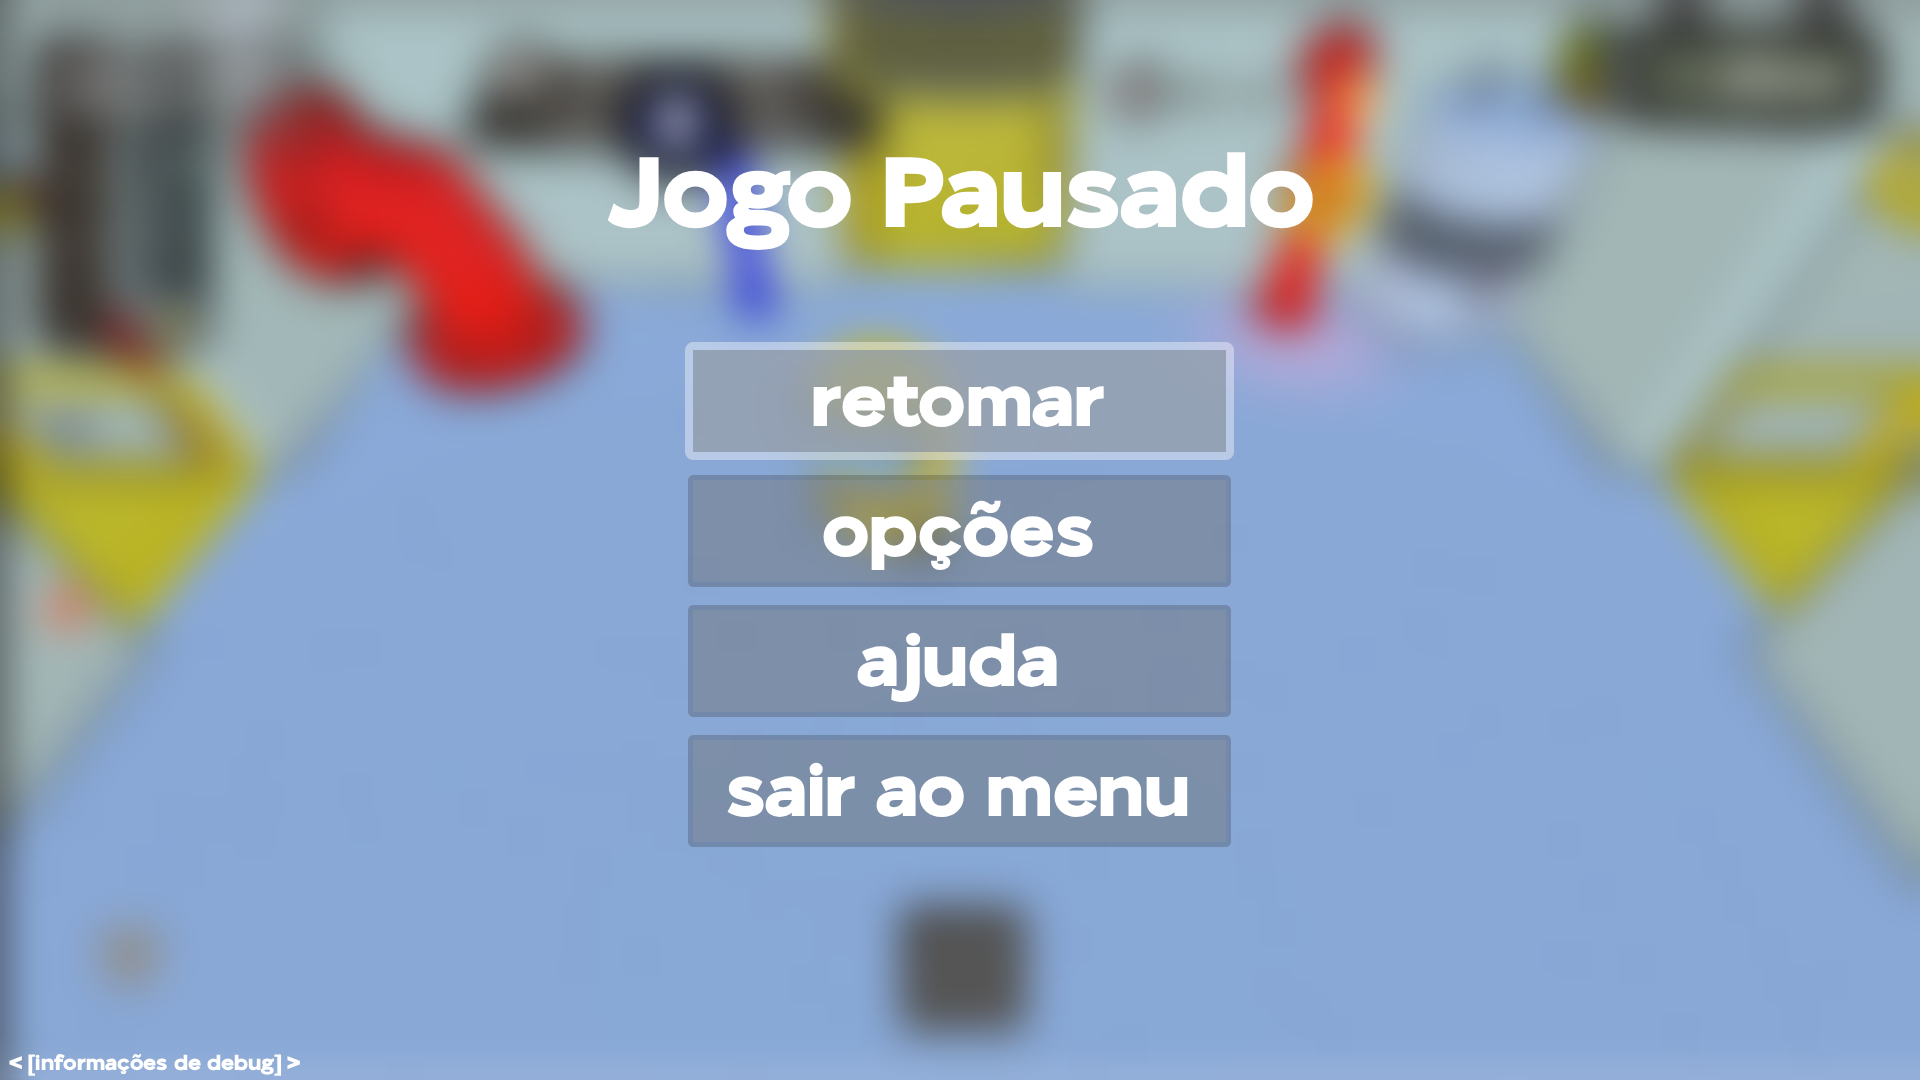 Jogo Pausado
retomar
opções
ajuda
sair ao menu
< [informações de debug] >